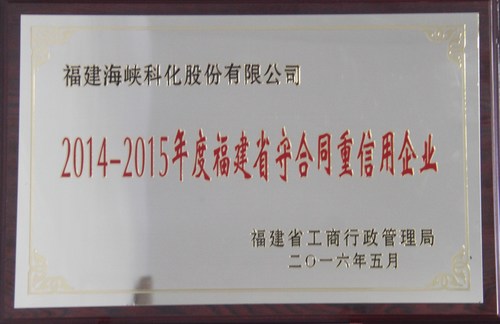 福建海峡科化股份有限公司
2014-2015年度福建省守合同重信用企业
福建省工商行政管理局
二〇一六年五月